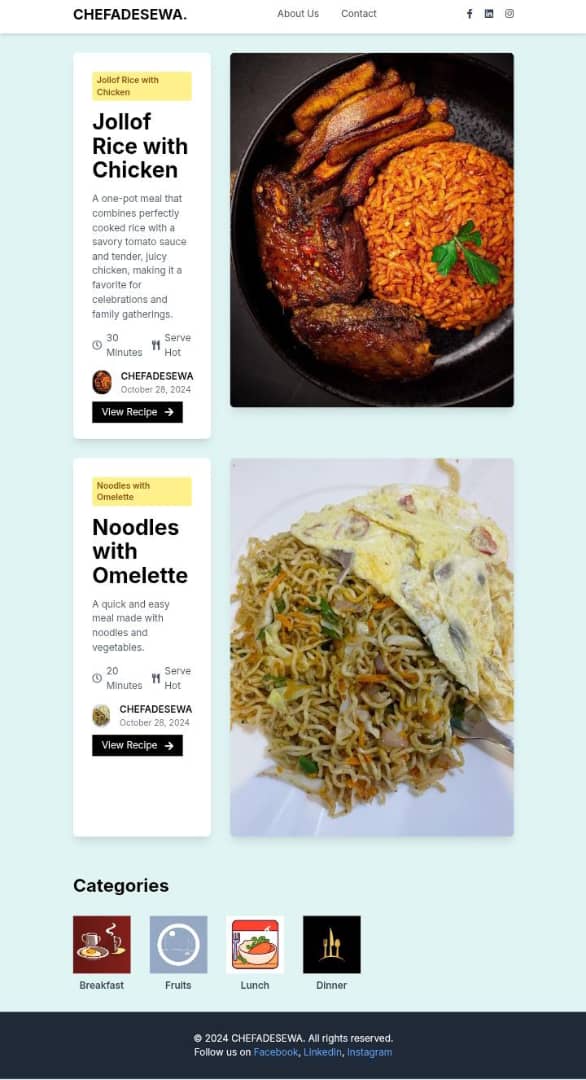 CHEFADESEWA.
About Us
Contact
Jollof Rice with
Chicken
Jollof
Rice with
Chicken
A one-pot meal that
combines perfectly
cooked rice with a
savory tomato sauce
and tender, juicy
chicken, making it a
favorite for
celebrations and
family gatherings.
30
Minutes
Serve
Hot
CHEFADESEWA
October 28, 2024
View Recipe
Noodles with
Omelette
Noodles
with
Omelette
A quick and easy
meal made with
noodles and
vegetables.
20
Minutes
Serve
Hot
CHEFADESEWA
October 28, 2024
View Recipe
Categories
Breakfast
Fruits
Lunch
Dinner
© 2024 CHEFADESEWA. All rights reserved.
Follow us on Facebook, Linkedin, Instagram